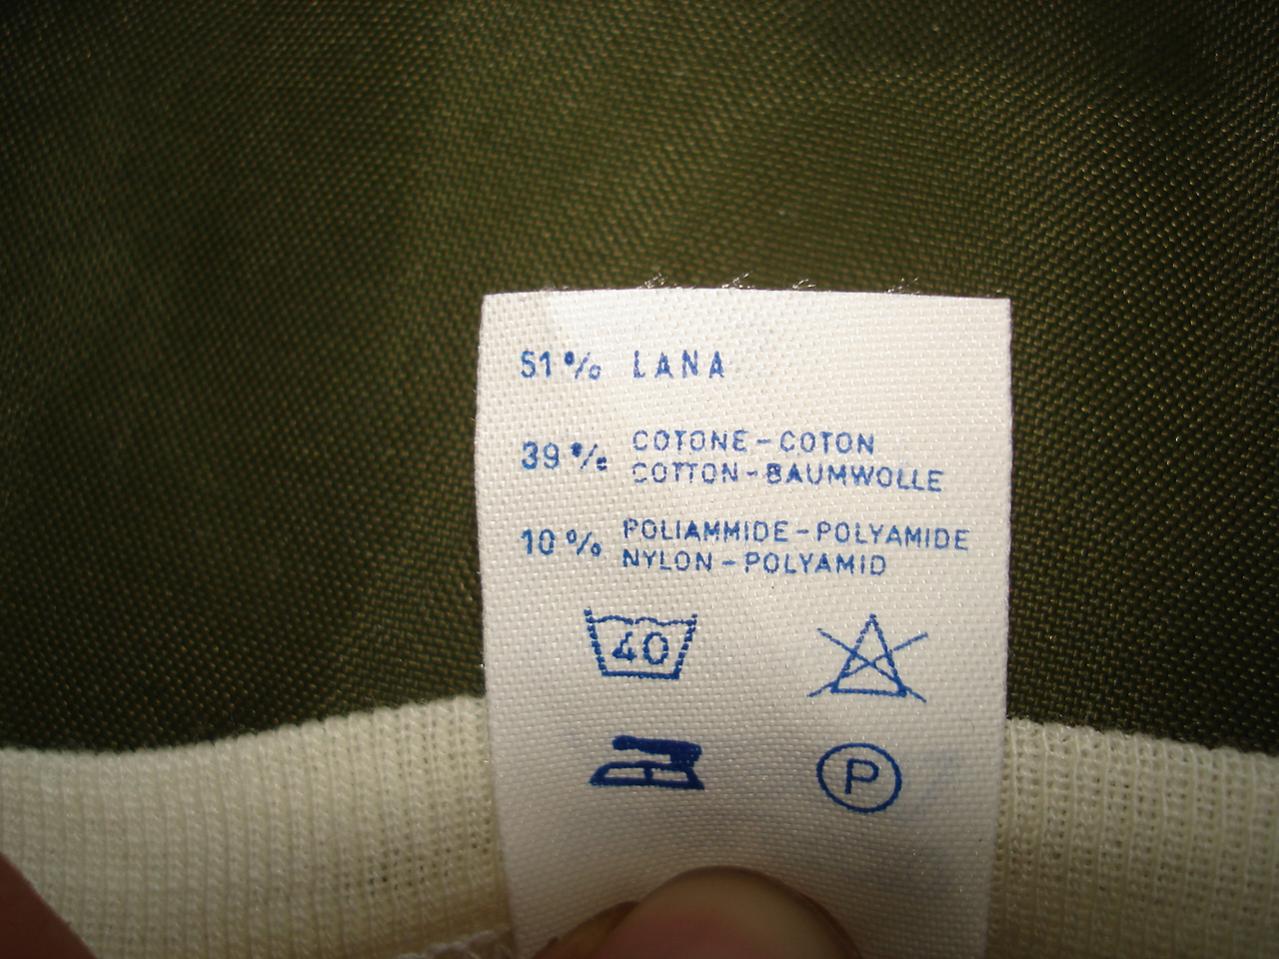 51% LANA
39% COTONE-COTON
COTTON-BAUMWOLLE
10% POLIAMMIDE-POLYAMIDE
NYLON-POLYAMID
40
P